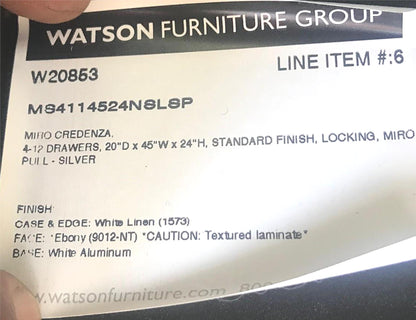 WATSON FURNITURE GROUP
W20853 LINE ITEM #:6
MS4114524NSLSP
MIRO CREDENZA,
4-12 DRAWERS, 20"D x 45"W x 24"H, STANDARD FINISH, LOCKING, MIRO
PULL - SILVER
FINISH
CASE & EDGE: White Linen (1573)
FACE: *Ebony (9012-NT) *CAUTION: Textured laminate*
BASE: White Aluminum
www.watsonfurniture.com